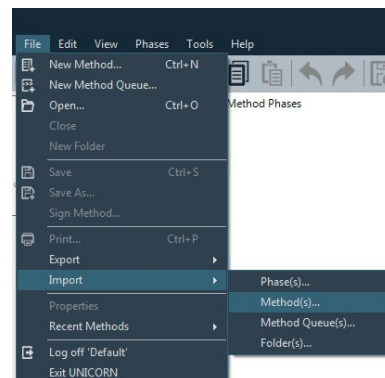 File Edit View Phases Tools Help
New Method... Ctrl+N
New Method Queue...
Open... Ctrl+O
Method Phases
Close
New Folder
Save Ctrl+S
Save As...
Sign Method...
Print... Ctrl+P
Export
Import
Phase(s)...
Properties
Method(s)...
Recent Methods
Method Queue(s)...
Folder(s)...
Log off 'Default'
Exit UNICORN